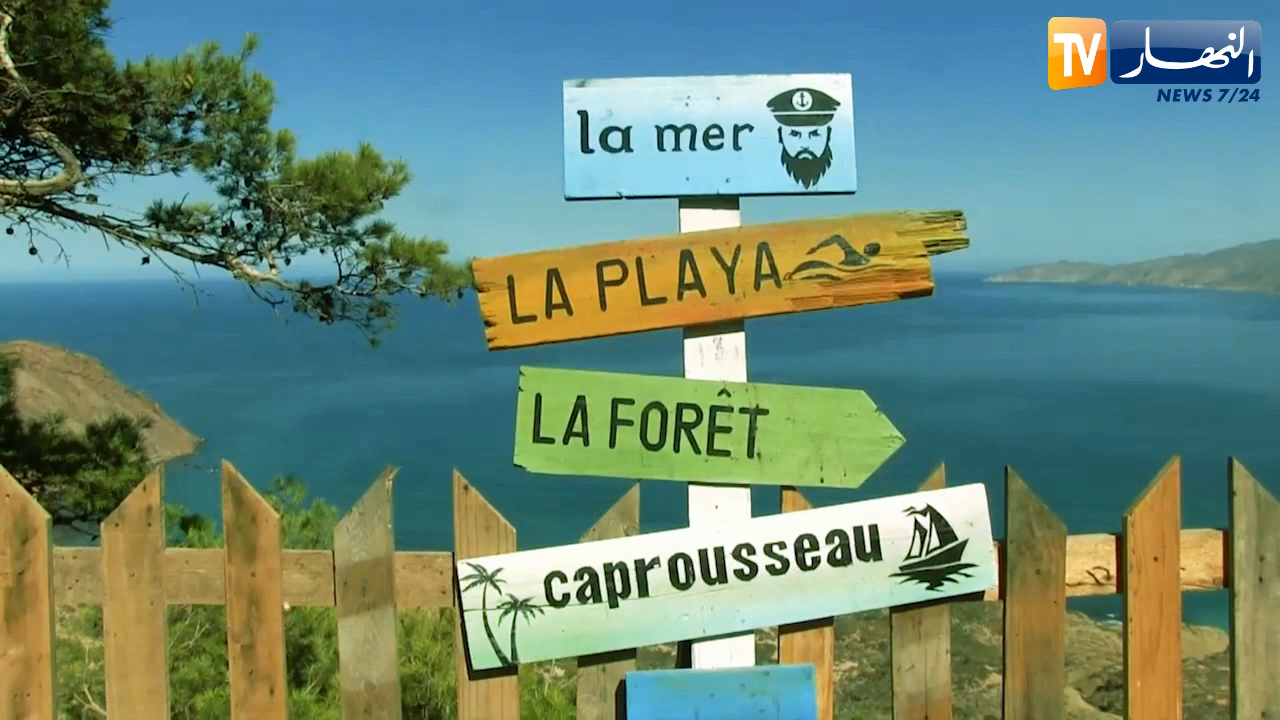 TV النهار
NEWS 7/24
la mer
LA PLAYA
LA FORÊT
caprousseau